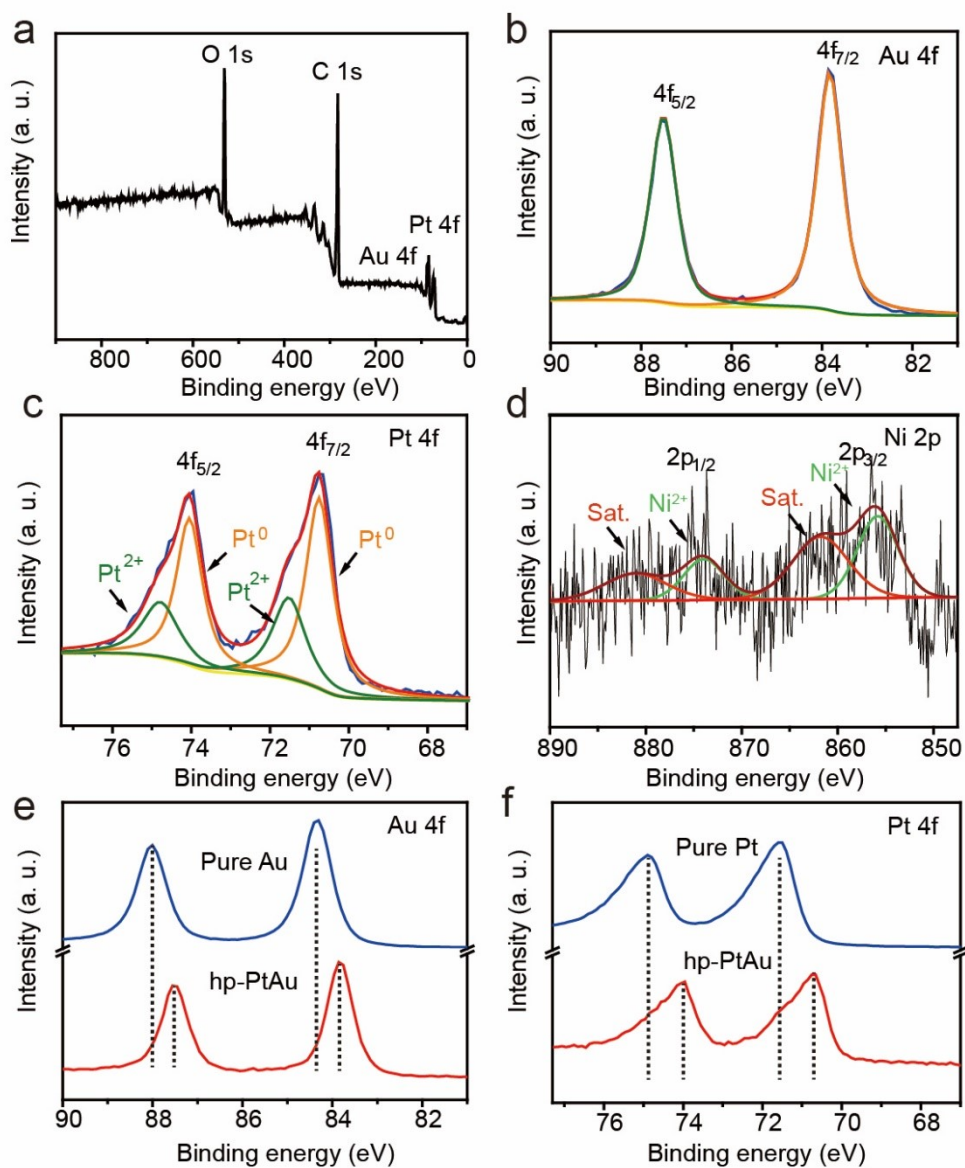 a
O 1s
C 1s
Pt 4f
Au 4f
Intensity (a. u.)
800 600 400 200 0
Binding energy (eV)
b
4f7/2
Au 4f
4f5/2
Intensity (a. u.)
90 88 86 84 82
Binding energy (eV)
c
Pt 4f
4f7/2
4f5/2
Pt0
Pt0
Pt2+
Pt2+
Intensity (a. u.)
76 74 72 70 68
Binding energy (eV)
d
Ni 2p
2p1/2
2p3/2
Ni2+
Sat.
Ni2+
Sat.
Intensity (a. u.)
890 880 870 860 850
Binding energy (eV)
e
Au 4f
Pure Au
hp-PtAu
Intensity (a. u.)
90 88 86 84 82
Binding energy (eV)
f
Pt 4f
Pure Pt
hp-PtAu
Intensity (a. u.)
76 74 72 70 68
Binding energy (eV)